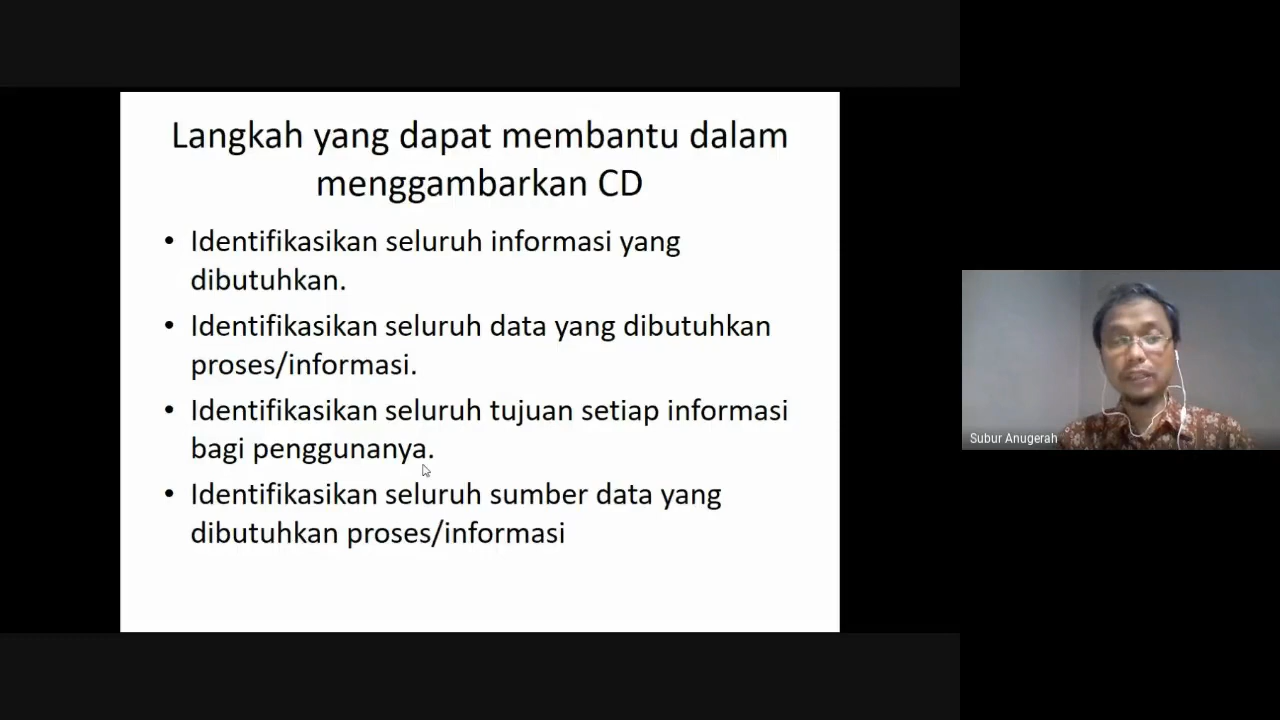 Langkah yang dapat membantu dalam
menggambarkan CD
• Identifikasikan seluruh informasi yang
dibutuhkan.
• Identifikasikan seluruh data yang dibutuhkan
proses/informasi.
• Identifikasikan seluruh tujuan setiap informasi
bagi penggunanya.
• Identifikasikan seluruh sumber data yang
dibutuhkan proses/informasi
Subur Anugerah